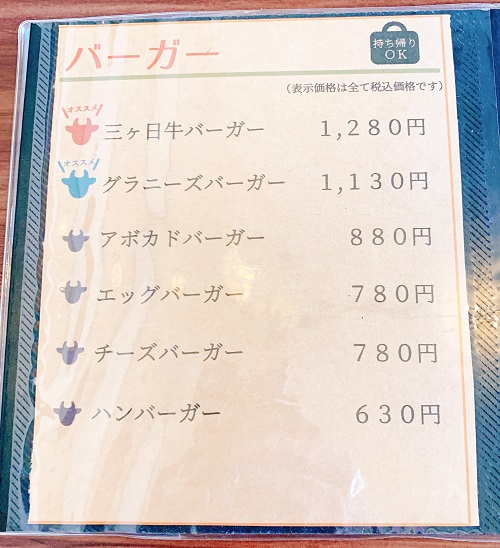 バーガー
持ち帰り
OK
(表示価格は全て税込価格です)
オススメ
三ヶ日牛バーガー 1,280円
オススメ
グラニーズバーガー 1,130円
アボカドバーガー 880円
エッグバーガー 780円
チーズバーガー 780円
ハンバーガー 630円